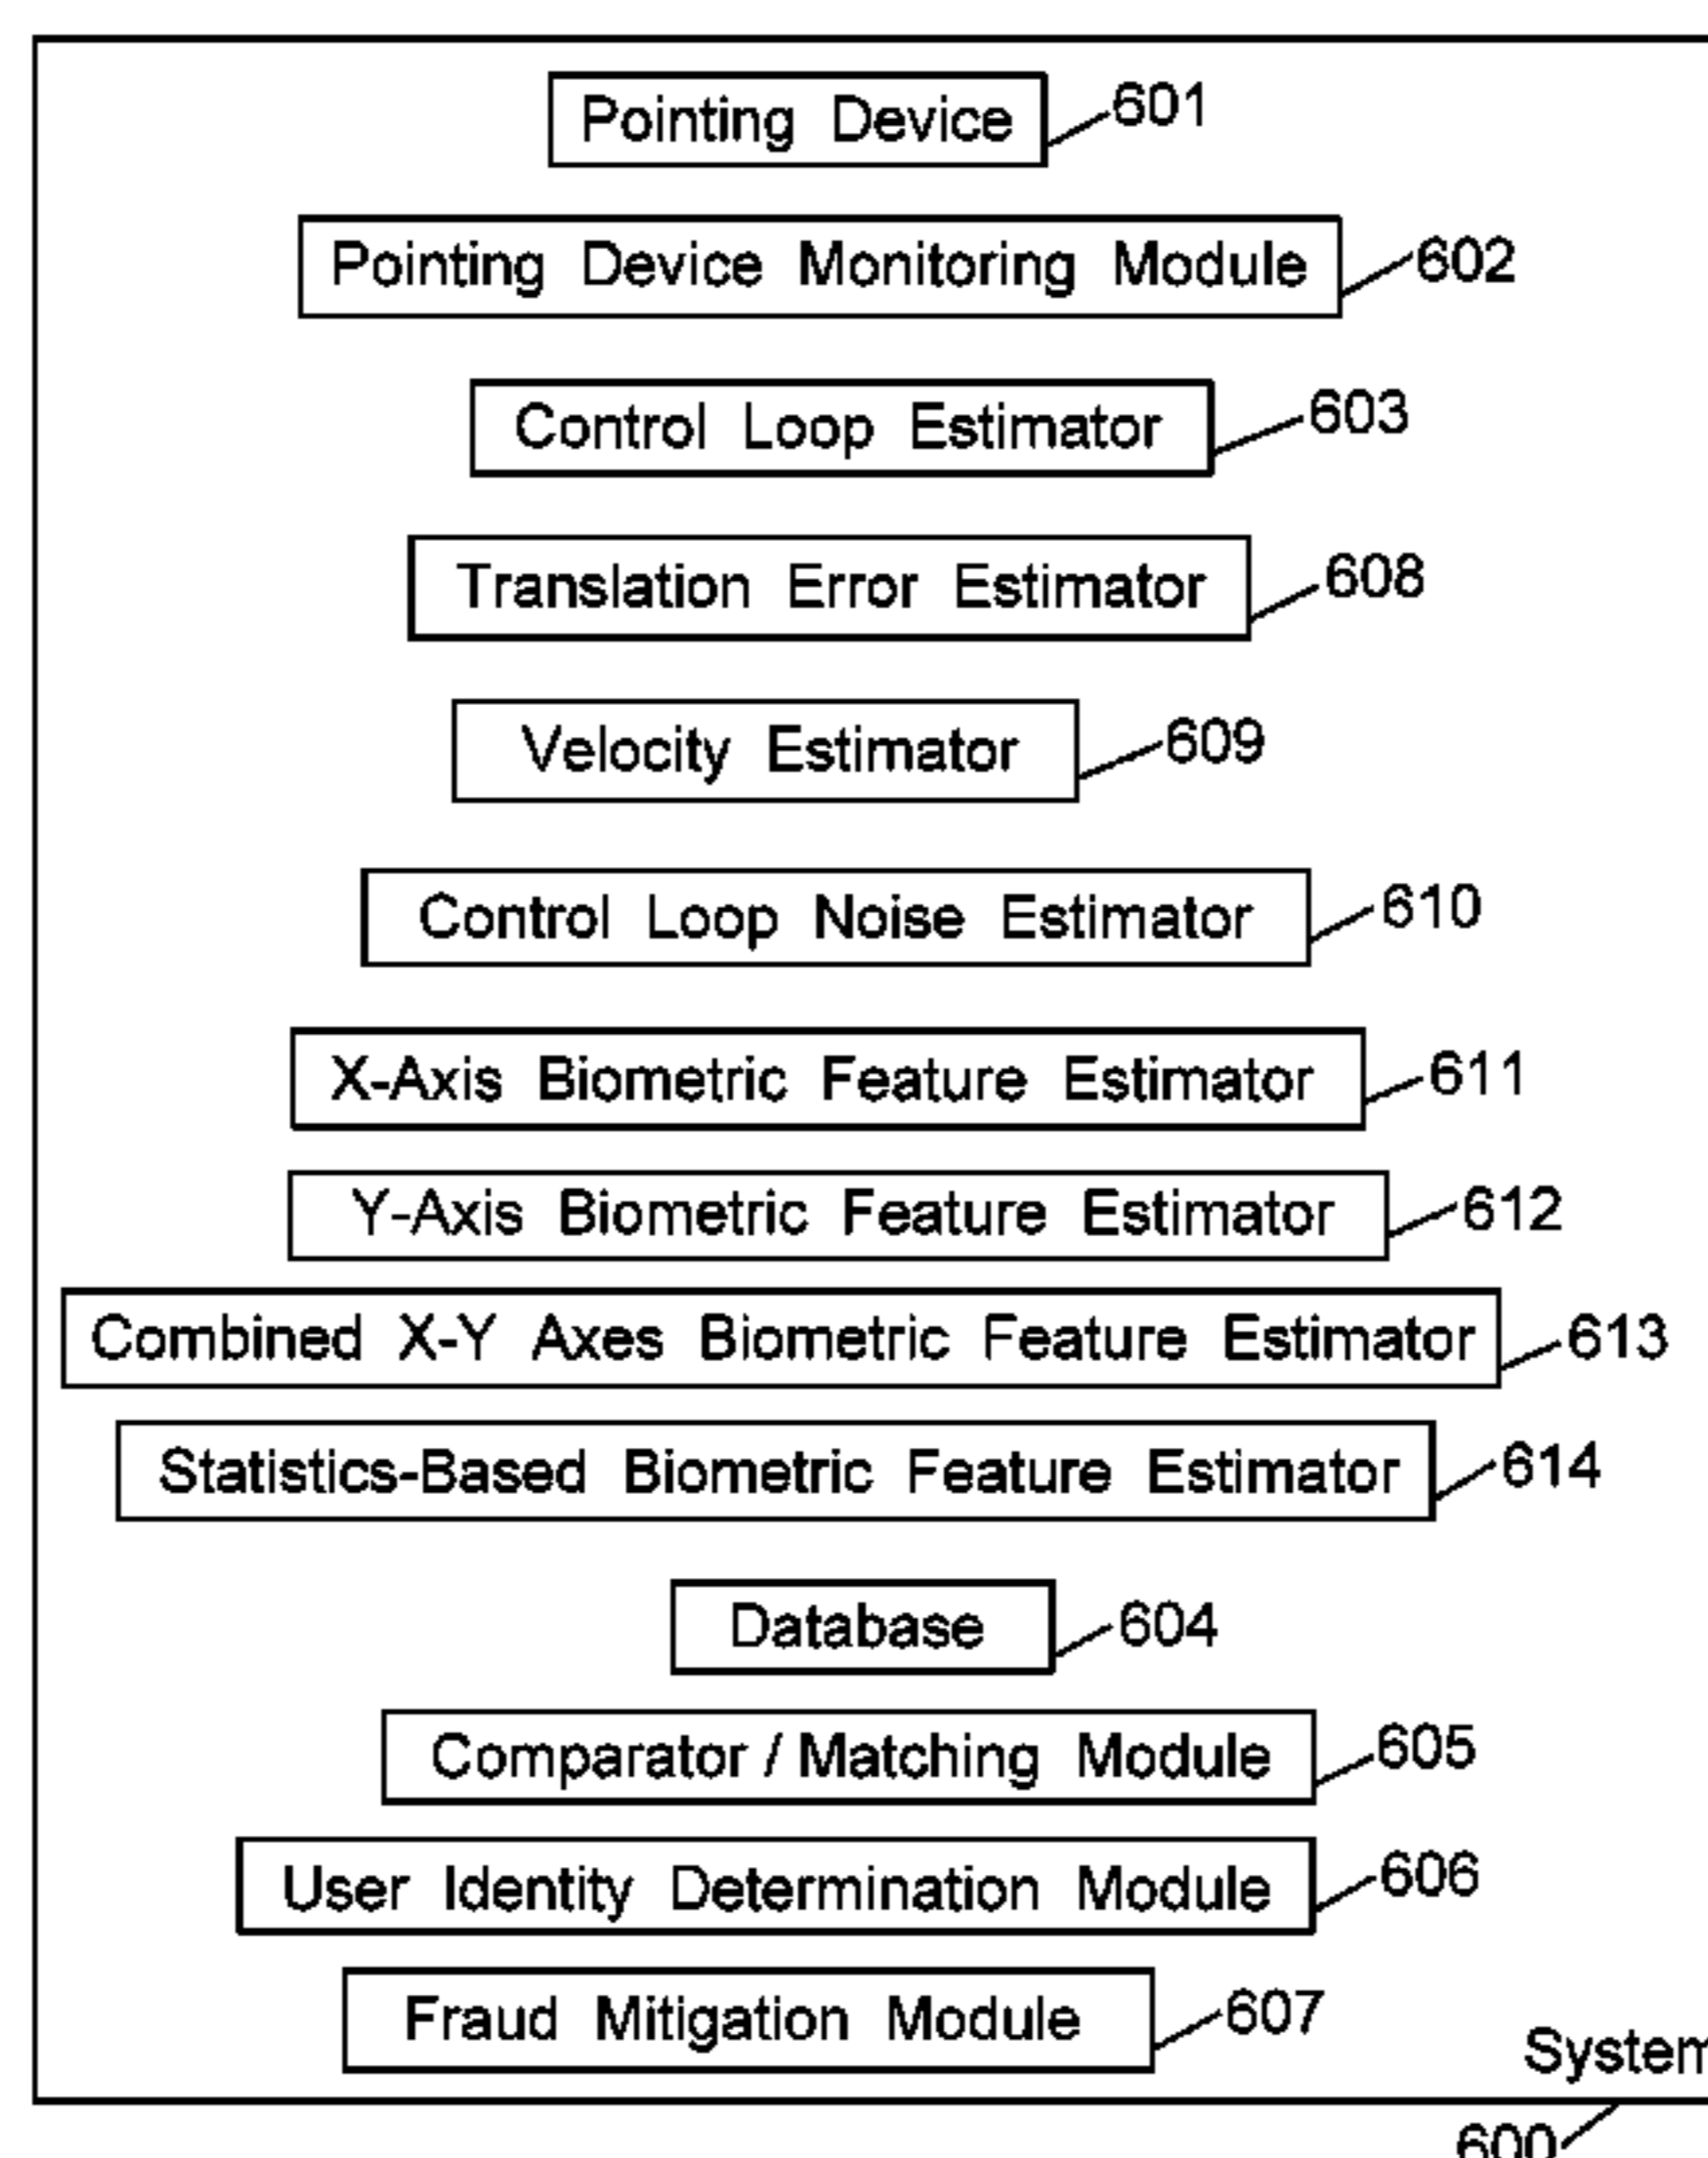 Pointing Device 601
Pointing Device Monitoring Module 602
Control Loop Estimator 603
Translation Error Estimator 608
Velocity Estimator 609
Control Loop Noise Estimator 610
X-Axis Biometric Feature Estimator 611
Y-Axis Biometric Feature Estimator 612
Combined X-Y Axes Biometric Feature Estimator 613
Statistics-Based Biometric Feature Estimator 614
Database 604
Comparator / Matching Module 605
User Identity Determination Module 606
Fraud Mitigation Module 607
System
600